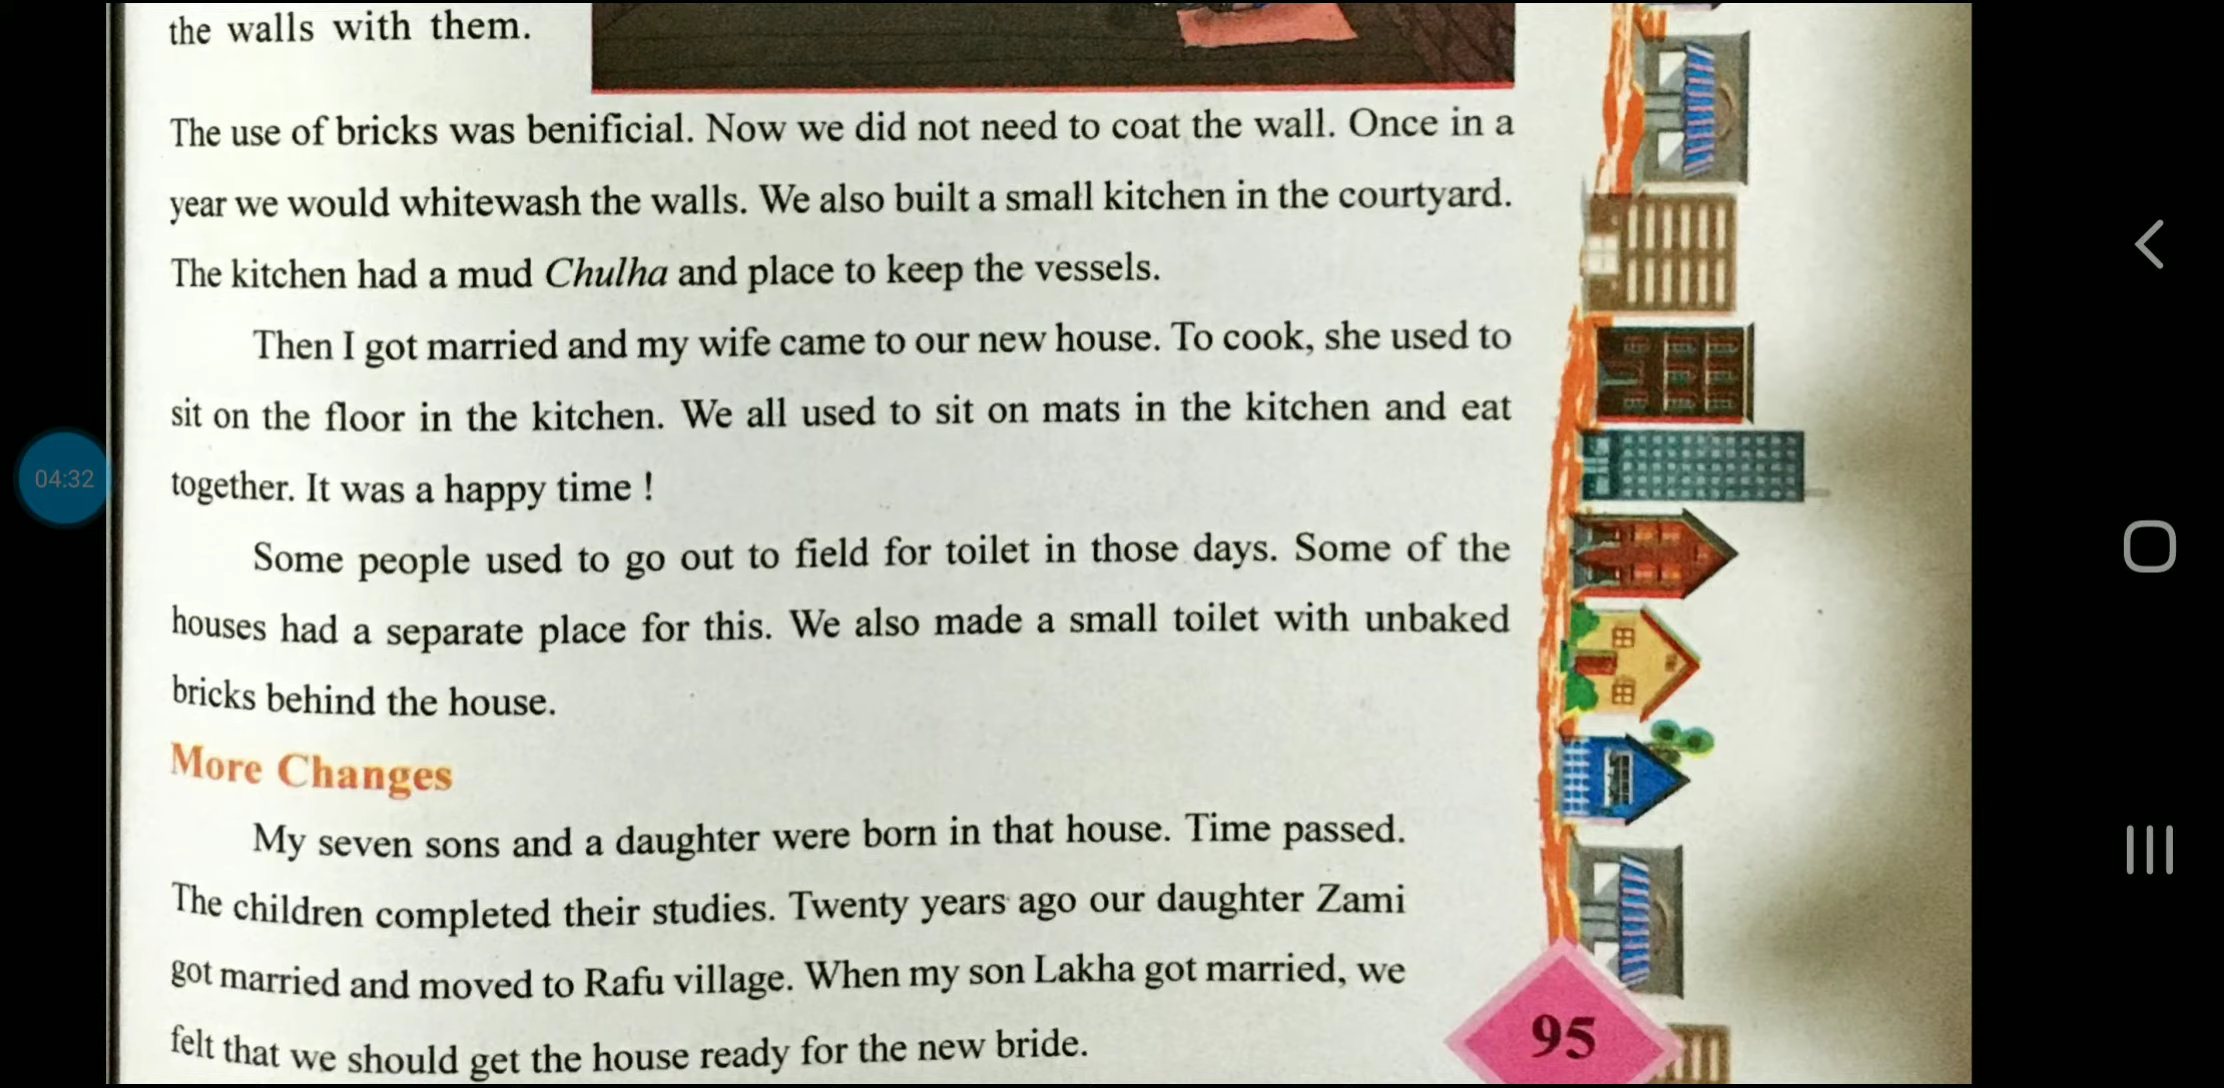 the walls with them.
The use of bricks was benificial. Now we did not need to coat the wall. Once in a
year we would whitewash the walls. We also built a small kitchen in the courtyard.
The kitchen had a mud Chulha and place to keep the vessels.
Then I got married and my wife came to our new house. To cook, she used to
sit on the floor in the kitchen. We all used to sit on mats in the kitchen and eat
together. It was a happy time !
Some people used to go out to field for toilet in those days. Some of the
houses had a separate place for this. We also made a small toilet with unbaked
bricks behind the house.
More Changes
My seven sons and a daughter were born in that house. Time passed.
The children completed their studies. Twenty years ago our daughter Zami
got married and moved to Rafu village. When my son Lakha got married, we
felt that we should get the house ready for the new bride.
95
04:32